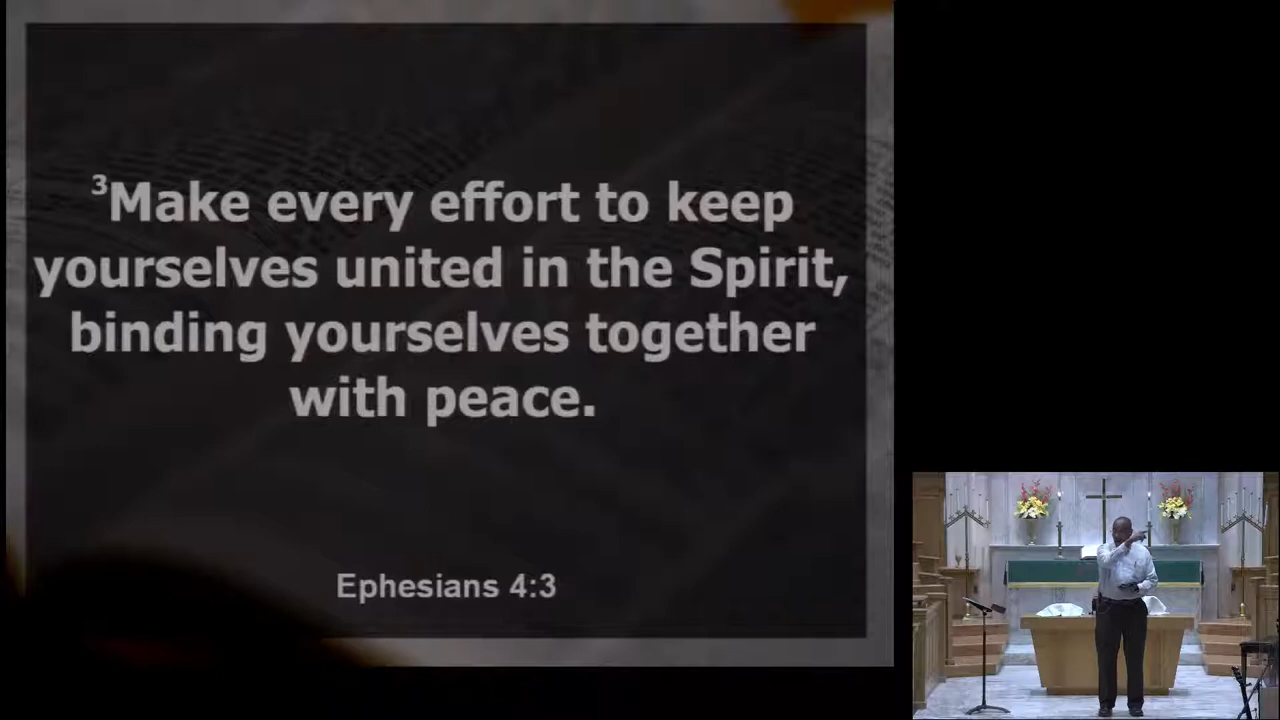 ³Make every effort to keep
yourselves united in the Spirit,
binding yourselves together
with peace.
Ephesians 4:3